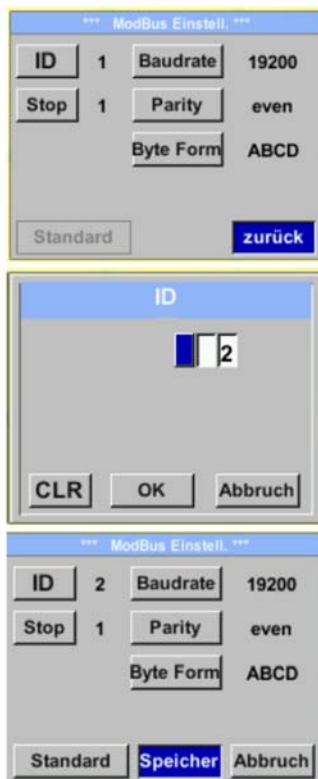 *** ModBus Einstell. ***
ID 1 Baudrate 19200
Stop 1 Parity even
Byte Form ABCD
Standard zurück
ID
2
CLR OK Abbruch
*** ModBus Einstell. ***
ID 2 Baudrate 19200
Stop 1 Parity even
Byte Form ABCD
Standard Speicher Abbruch